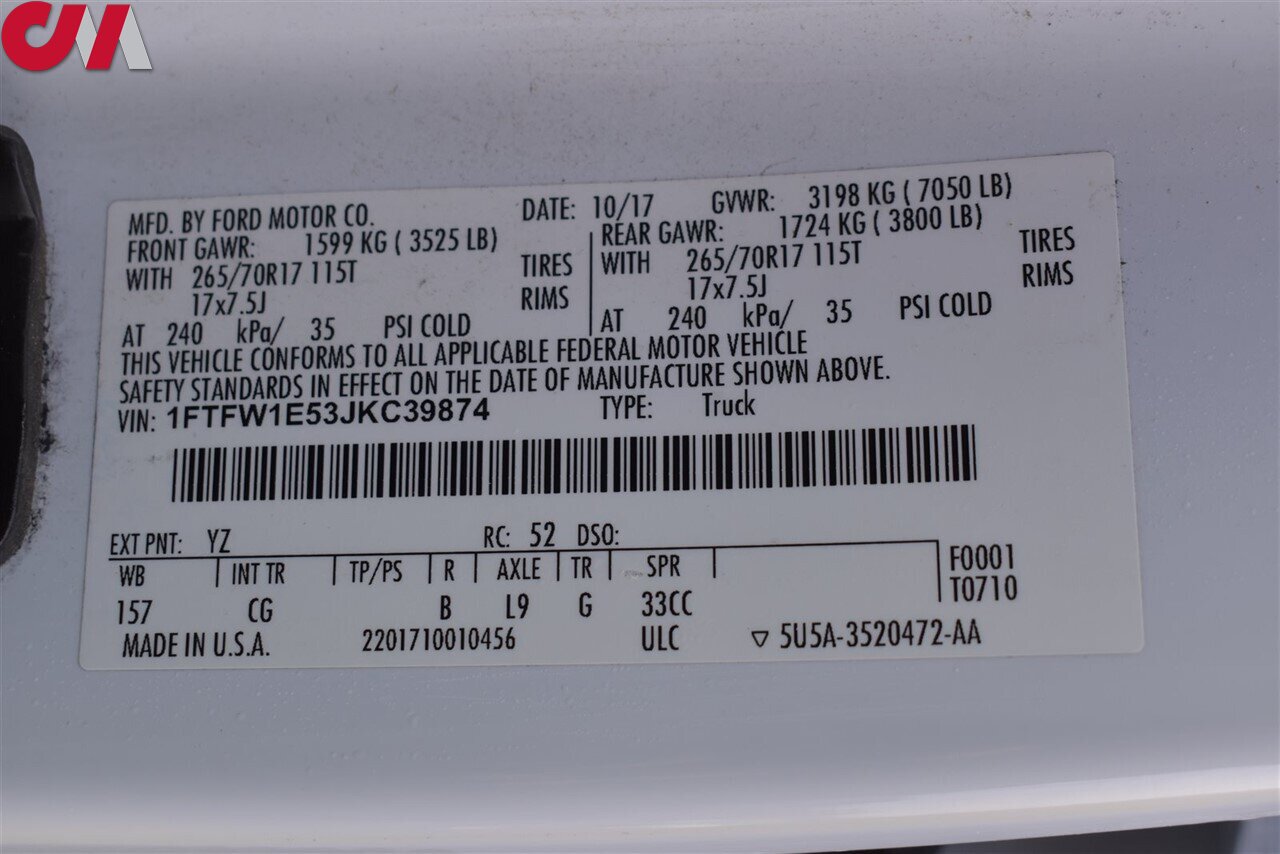 CM
MFD. BY FORD MOTOR CO. DATE: 10/17 GVWR: 3198 KG ( 7050 LB)
FRONT GAWR: 1599 KG ( 3525 LB) REAR GAWR: 1724 KG ( 3800 LB)
WITH 265/70R17 115T TIRES WITH 265/70R17 115T TIRES
17x7.5J RIMS 17x7.5J RIMS
AT 240 kPa/ 35 PSI COLD AT 240 kPa/ 35 PSI COLD
THIS VEHICLE CONFORMS TO ALL APPLICABLE FEDERAL MOTOR VEHICLE
SAFETY STANDARDS IN EFFECT ON THE DATE OF MANUFACTURE SHOWN ABOVE.
VIN: 1FTFW1E53JKC39874 TYPE: Truck
EXT PNT: YZ RC: 52 DSO:
WB INT TR TP/PS R AXLE TR SPR F0001
157 CG B L9 G 33CC T0710
MADE IN U.S.A. 2201710010456 ULC ▽ 5U5A-3520472-AA